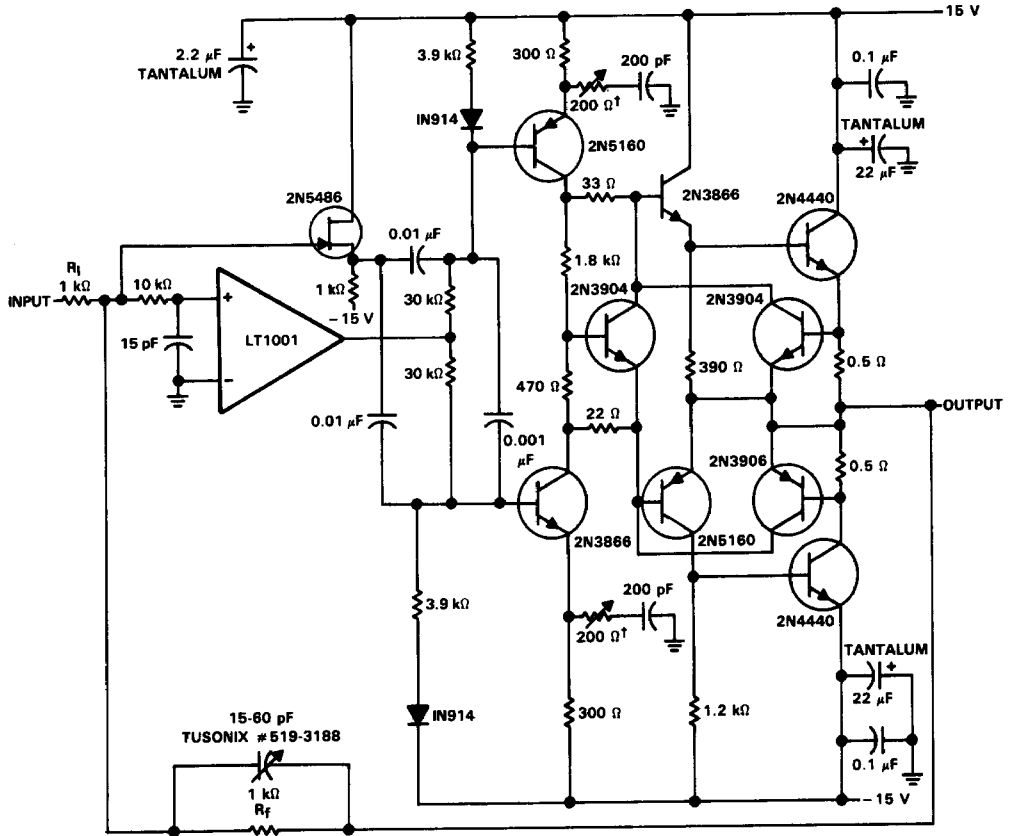 15 V
2.2 μF
TANTALUM
3.9 kΩ
300 Ω
200 pF
200 Ω†
0.1 μF
TANTALUM
22 μF
IN914
2N5160
2N5486
33 Ω
2N3866
2N4440
0.01 μF
RI
1 kΩ
INPUT
10 kΩ
15 pF
LT1001
1 kΩ
-15 V
30 kΩ
30 kΩ
1.8 kΩ
2N3904
2N3904
390 Ω
0.5 Ω
470 Ω
OUTPUT
0.01 μF
0.001
μF
22 Ω
2N3906
0.5 Ω
2N3866
2N5160
2N4440
3.9 kΩ
200 pF
200 Ω†
TANTALUM
22 μF
IN914
300 Ω
1.2 kΩ
0.1 μF
-15 V
15-60 pF
TUSONIX #519-3188
1 kΩ
Rf